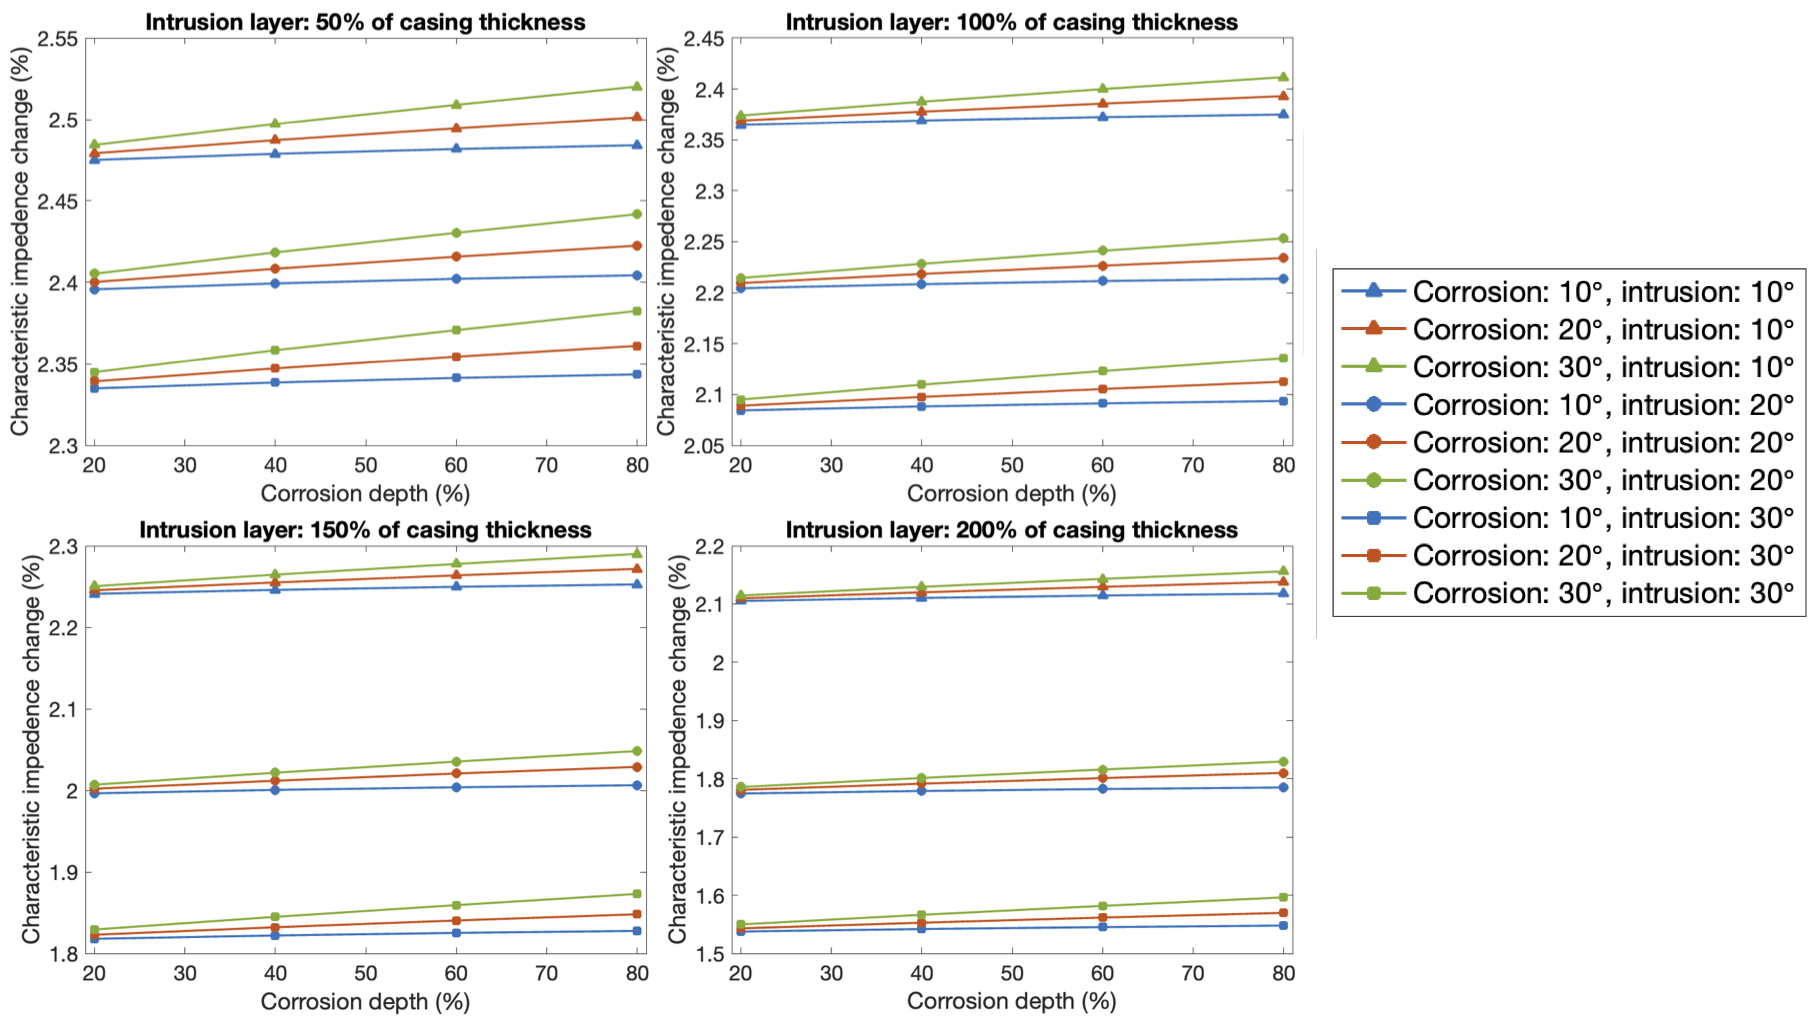 Intrusion layer: 50% of casing thickness
Characteristic impedence change (%)
2.55
2.5
2.45
2.4
2.35
2.3
20 30 40 50 60 70 80
Corrosion depth (%)
Intrusion layer: 100% of casing thickness
Characteristic impedence change (%)
2.45
2.4
2.35
2.3
2.25
2.2
2.15
2.1
2.05
20 30 40 50 60 70 80
Corrosion depth (%)
Intrusion layer: 150% of casing thickness
Characteristic impedence change (%)
2.3
2.2
2.1
2
1.9
1.8
20 30 40 50 60 70 80
Corrosion depth (%)
Intrusion layer: 200% of casing thickness
Characteristic impedence change (%)
2.2
2.1
2
1.9
1.8
1.7
1.6
1.5
20 30 40 50 60 70 80
Corrosion depth (%)
Corrosion: 10°, intrusion: 10°
Corrosion: 20°, intrusion: 10°
Corrosion: 30°, intrusion: 10°
Corrosion: 10°, intrusion: 20°
Corrosion: 20°, intrusion: 20°
Corrosion: 30°, intrusion: 20°
Corrosion: 10°, intrusion: 30°
Corrosion: 20°, intrusion: 30°
Corrosion: 30°, intrusion: 30°